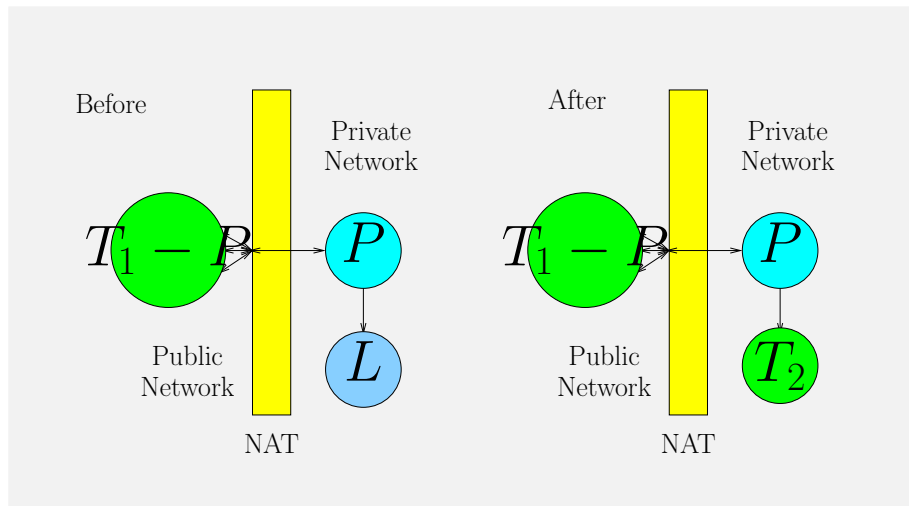 Before
Private
Network
T₁ − P
P
L
Public
Network
NAT
After
Private
Network
T₁ − P
P
T₂
Public
Network
NAT